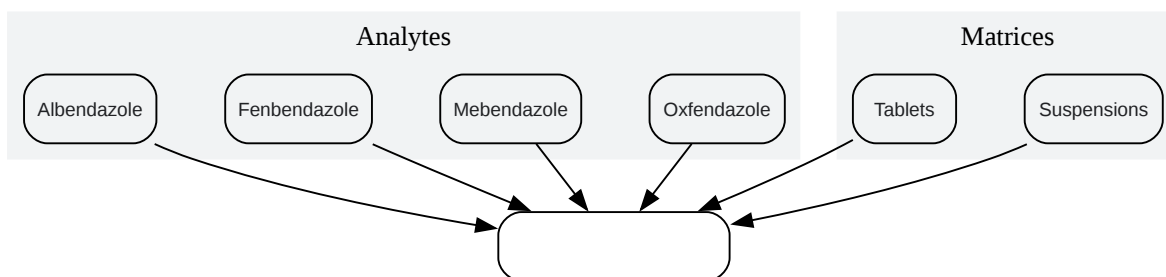 Analytes
Matrices
Albendazole
Fenbendazole
Mebendazole
Oxfendazole
Tablets
Suspensions